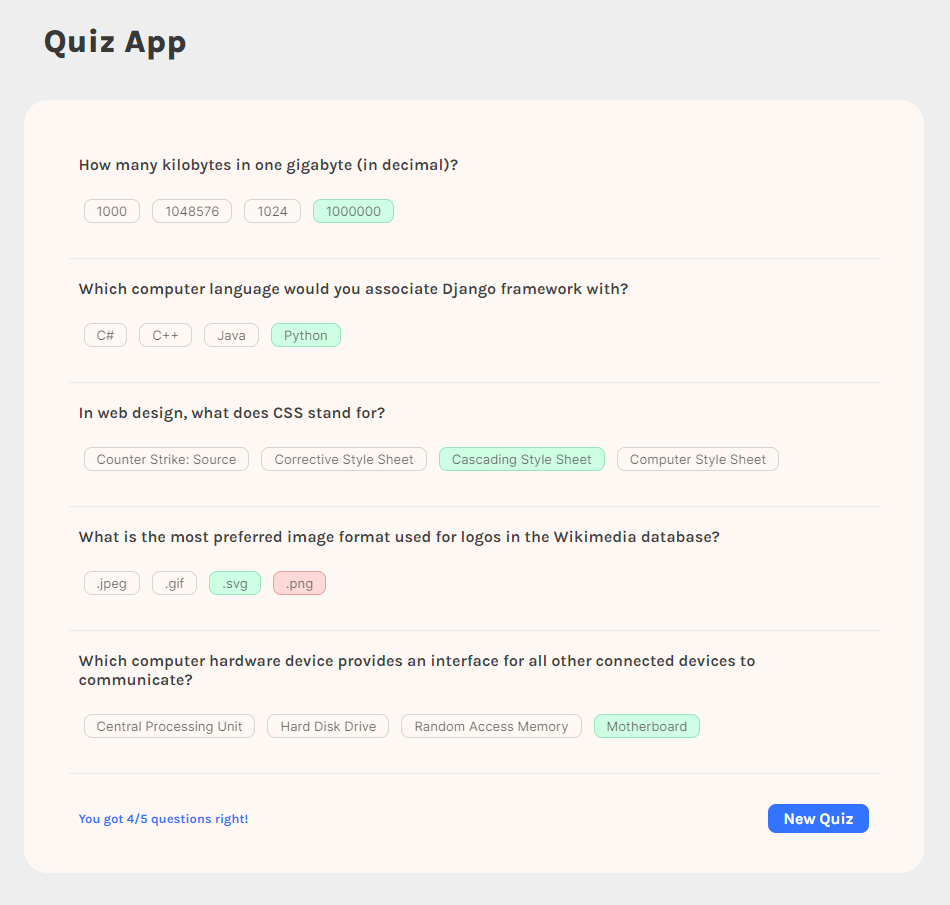 Quiz App
How many kilobytes in one gigabyte (in decimal)?
1000 1048576 1024 1000000
Which computer language would you associate Django framework with?
C# C++ Java Python
In web design, what does CSS stand for?
Counter Strike: Source Corrective Style Sheet Cascading Style Sheet Computer Style Sheet
What is the most preferred image format used for logos in the Wikimedia database?
.jpeg .gif .svg .png
Which computer hardware device provides an interface for all other connected devices to
communicate?
Central Processing Unit Hard Disk Drive Random Access Memory Motherboard
You got 4/5 questions right! New Quiz